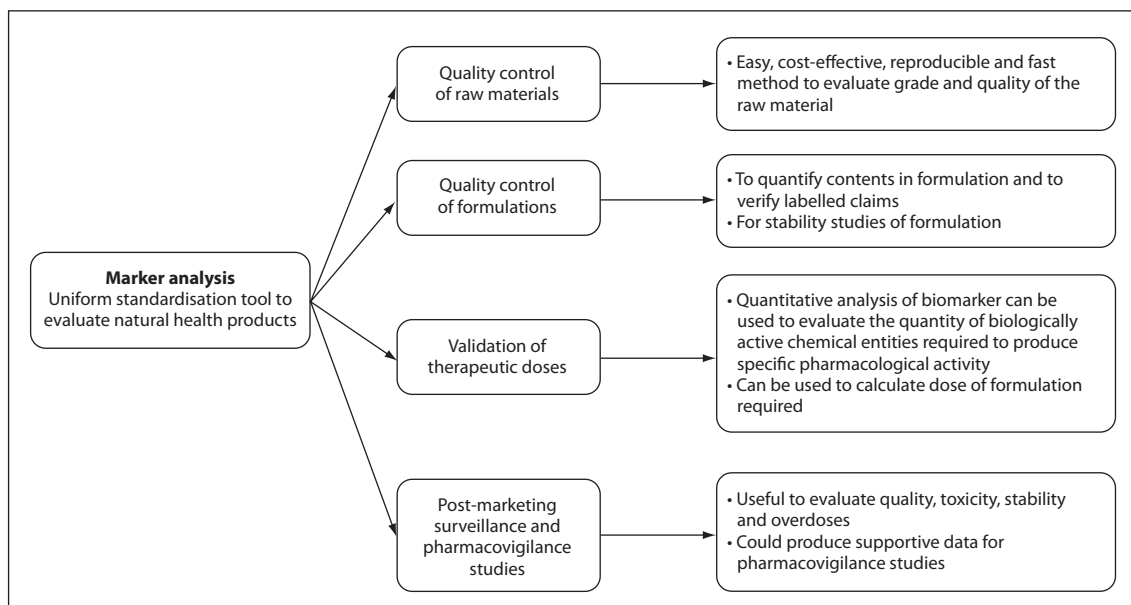 Marker analysis
Uniform standardisation tool to
evaluate natural health products
Quality control
of raw materials
• Easy, cost-effective, reproducible and fast
method to evaluate grade and quality of the
raw material
Quality control
of formulations
• To quantify contents in formulation and to
verify labelled claims
• For stability studies of formulation
Validation of
therapeutic doses
• Quantitative analysis of biomarker can be
used to evaluate the quantity of biologically
active chemical entities required to produce
specific pharmacological activity
• Can be used to calculate dose of formulation
required
Post-marketing
surveillance and
pharmacovigilance
studies
• Useful to evaluate quality, toxicity, stability
and overdoses
• Could produce supportive data for
pharmacovigilance studies